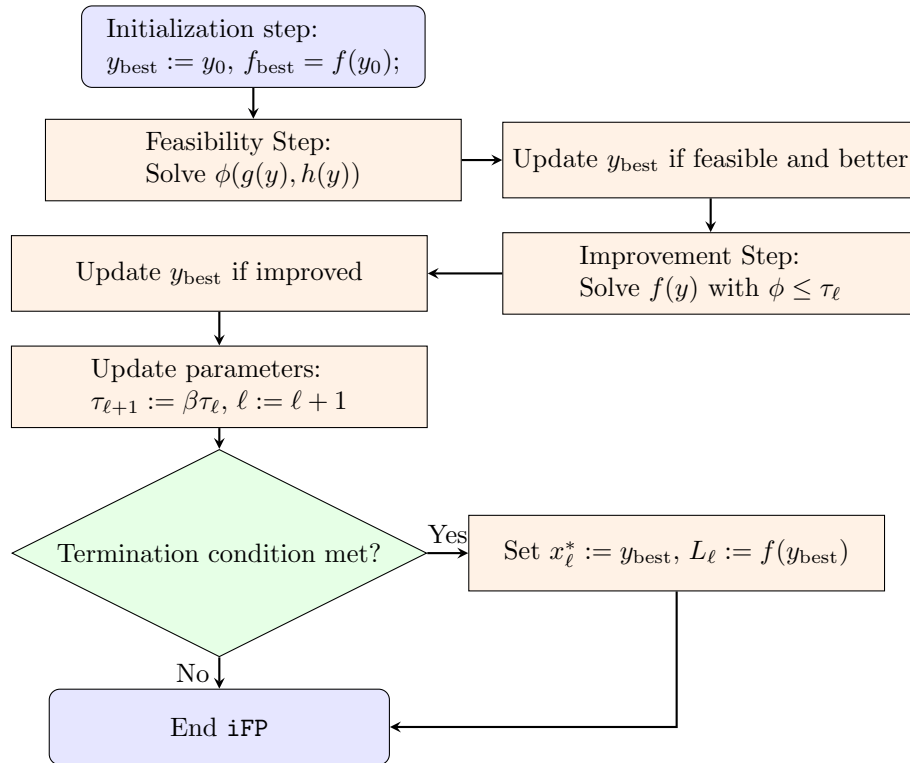 Initialization step:
y_best := y_0, f_best = f(y_0);
Feasibility Step:
Solve ϕ(g(y), h(y))
Update y_best if feasible and better
Improvement Step:
Solve f(y) with ϕ ≤ τ_ℓ
Update y_best if improved
Update parameters:
τ_{ℓ+1} := βτ_ℓ, ℓ := ℓ + 1
Termination condition met?
Yes
Set x_ℓ^* := y_best, L_ℓ := f(y_best)
No
End iFP